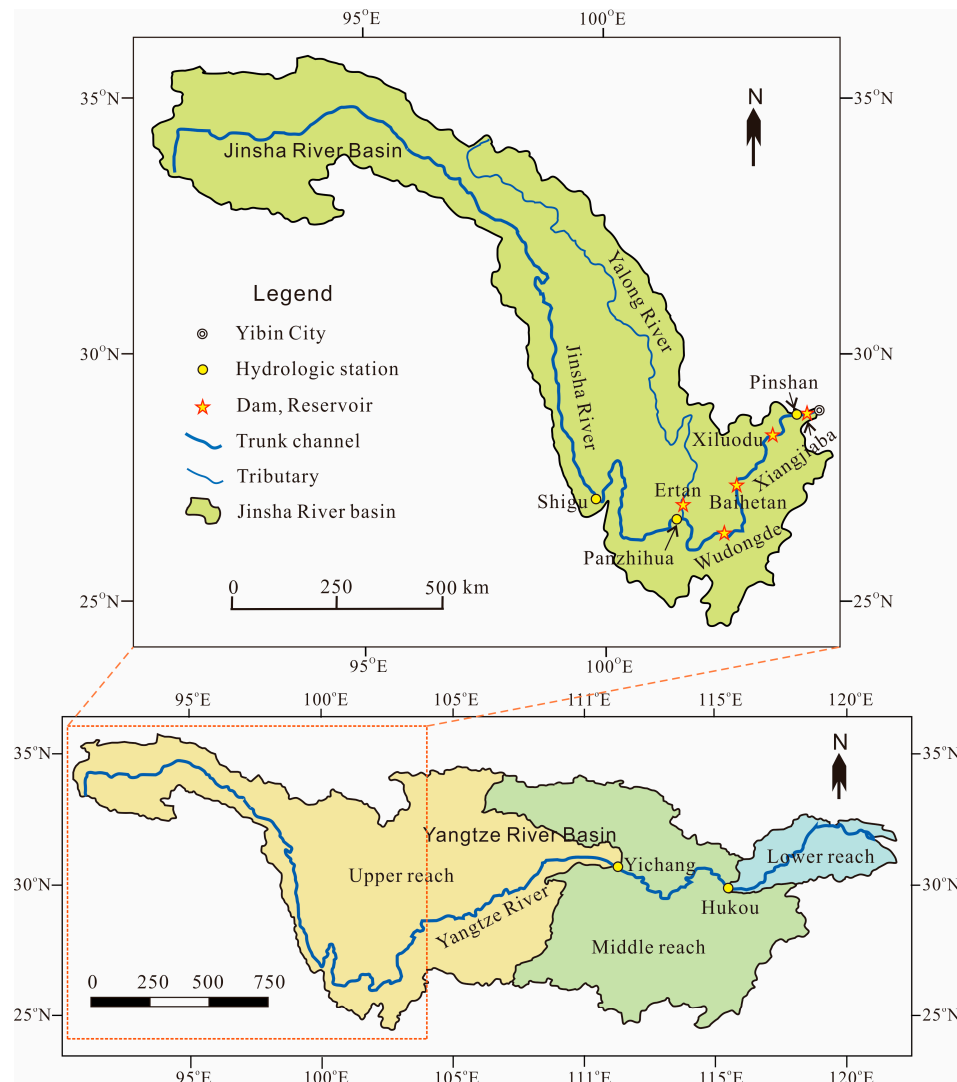 95°E 100°E
N
35°N 35°N
Jinsha River Basin
Yalong River
Legend
Yibin City
30°N 30°N
Jinsha River
Hydrologic station
Pinshan
Dam, Reservoir
Trunk channel
Xiluodu
Xiangjiaba
Tributary
Ertan
Baihetan
Shigu
Jinsha River basin
Wudongde
Panzhihua
0 250 500 km
25°N 25°N
95°E 100°E
95°E 100°E 105°E 111°E 115°E 120°E
N
35°N 35°N
Yangtze River Basin
Lower reach
Yichang
Upper reach
30°N 30°N
Hukou
Yangtze River
Middle reach
0 250 500 750
25°N 25°N
95°E 100°E 105°E 111°E 115°E 120°E